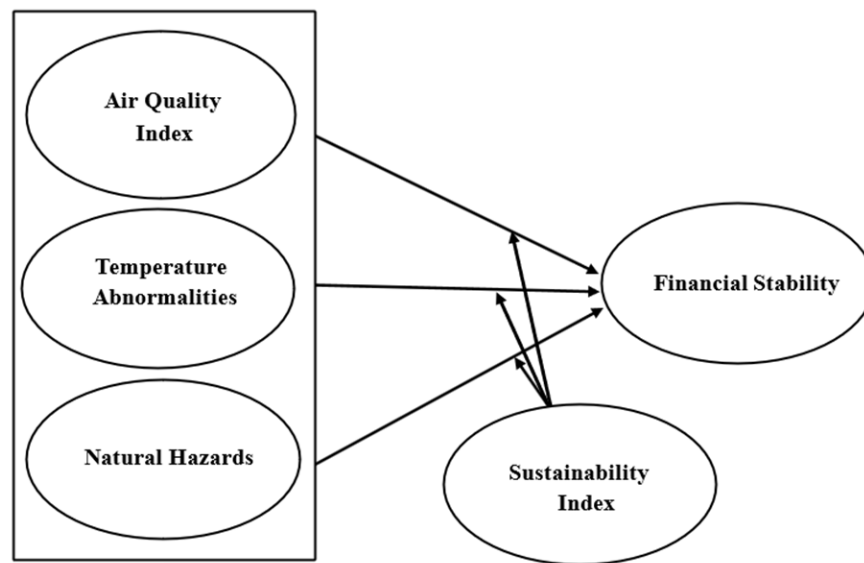 Air Quality
Index
Temperature
Abnormalities
Natural Hazards
Financial Stability
Sustainability
Index